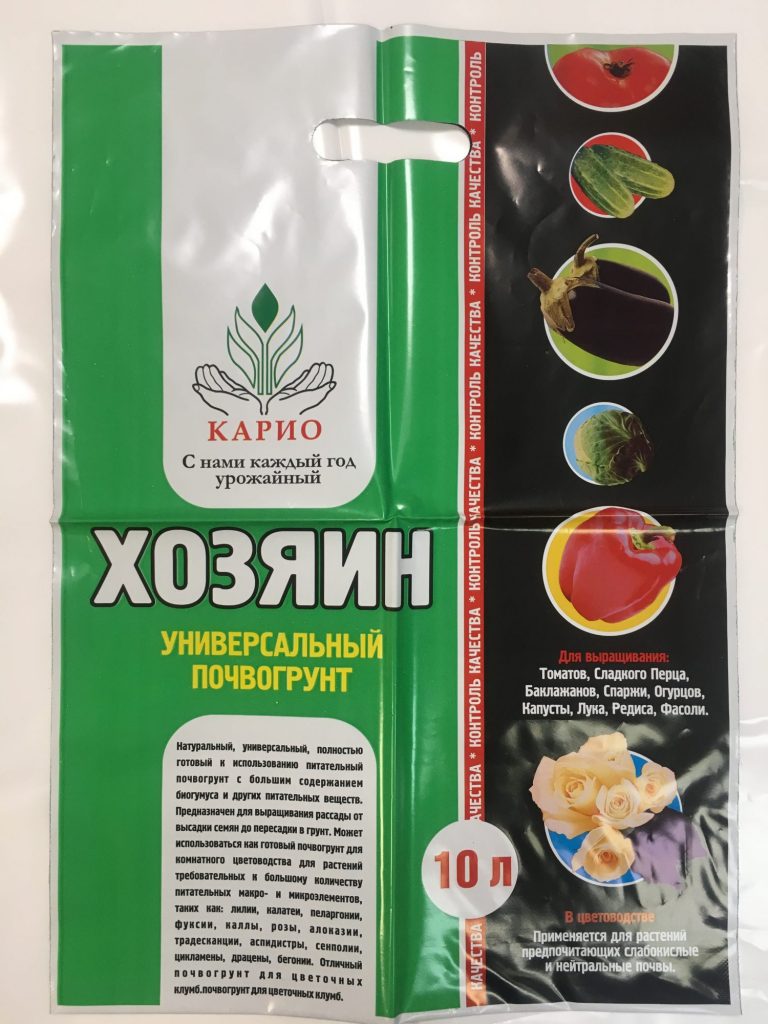 КАРИО
С нами каждый год
урожайный
ХОЗЯИН
УНИВЕРСАЛЬНЫЙ
ПОЧВОГРУНТ
Натуральный, универсальный, полностью
готовый к использованию питательный
почвогрунт с большим содержанием
биогумуса и других питательных веществ.
Предназначен для выращивания рассады от
высадки семян до пересадки в грунт. Может
использоваться как готовый почвогрунт для
комнатного цветоводства для растений
требовательных к большому количеству
питательных макро- и микроэлементов,
таких как: лилии, калатеи, пеларгонии,
фуксии, каллы, розы, алоказии,
традесканции, аспидистры, сенполии,
цикламены, драцены, бегонии. Отличный
почвогрунт для цветочных
клумб.почвогрунт для цветочных клумб.
КАЧЕСТВА
КАЧЕСТВА * КОНТРОЛЬ КАЧЕСТВА * КОНТРОЛЬ КАЧЕСТВА * КОНТРОЛЬ КАЧЕСТВА * КОНТРОЛЬ КАЧЕСТВА * КОНТРОЛЬ
10 л
Для выращивания:
Томатов, Сладкого Перца,
Баклажанов, Спаржи, Огурцов,
Капусты, Лука, Редиса, Фасоли.
В цветоводстве
Применяется для растений
предпочитающих слабокислые
и нейтральные почвы.